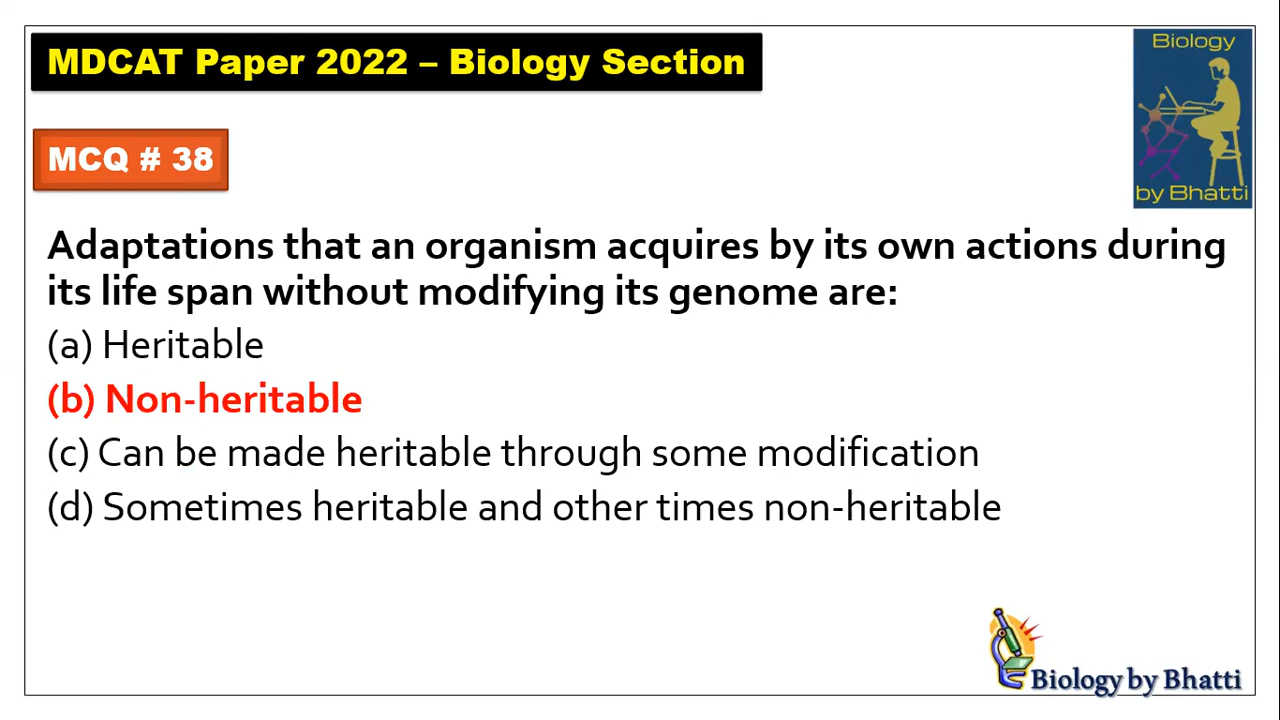 MDCAT Paper 2022 – Biology Section
Biology
by Bhatti
MCQ # 38
Adaptations that an organism acquires by its own actions during
its life span without modifying its genome are:
(a) Heritable
(b) Non-heritable
(c) Can be made heritable through some modification
(d) Sometimes heritable and other times non-heritable
Biology by Bhatti